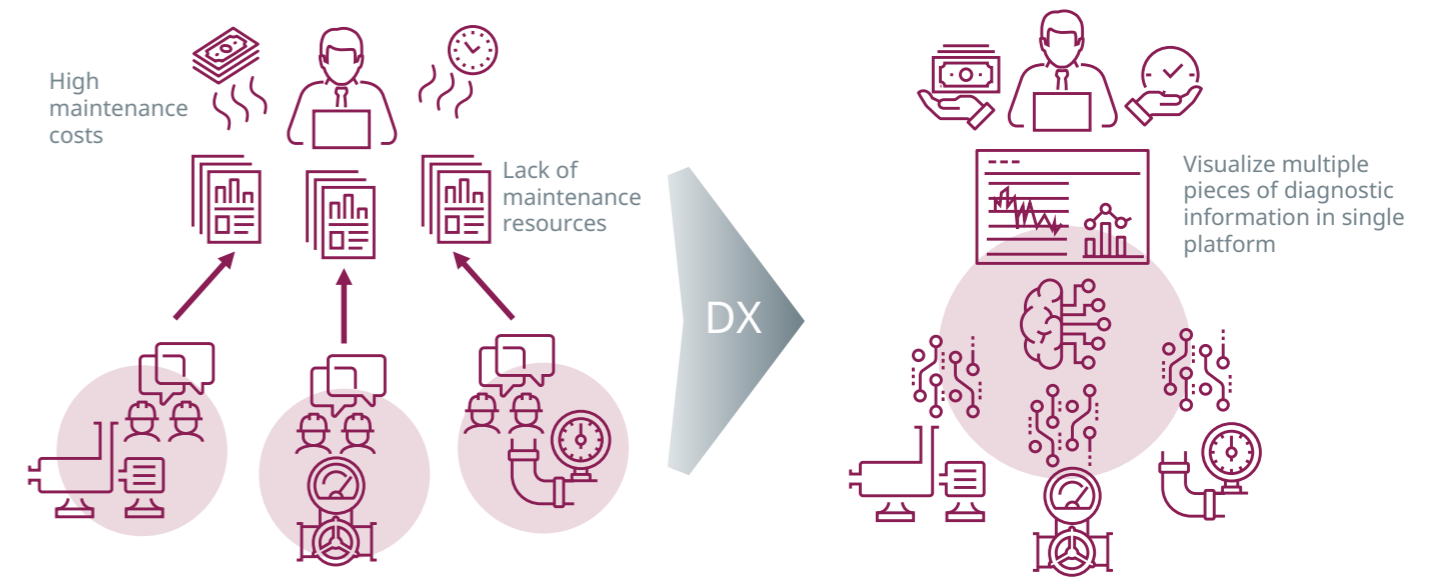 High
maintenance
costs
Lack of
maintenance
resources
DX
Visualize multiple
pieces of diagnostic
information in single
platform